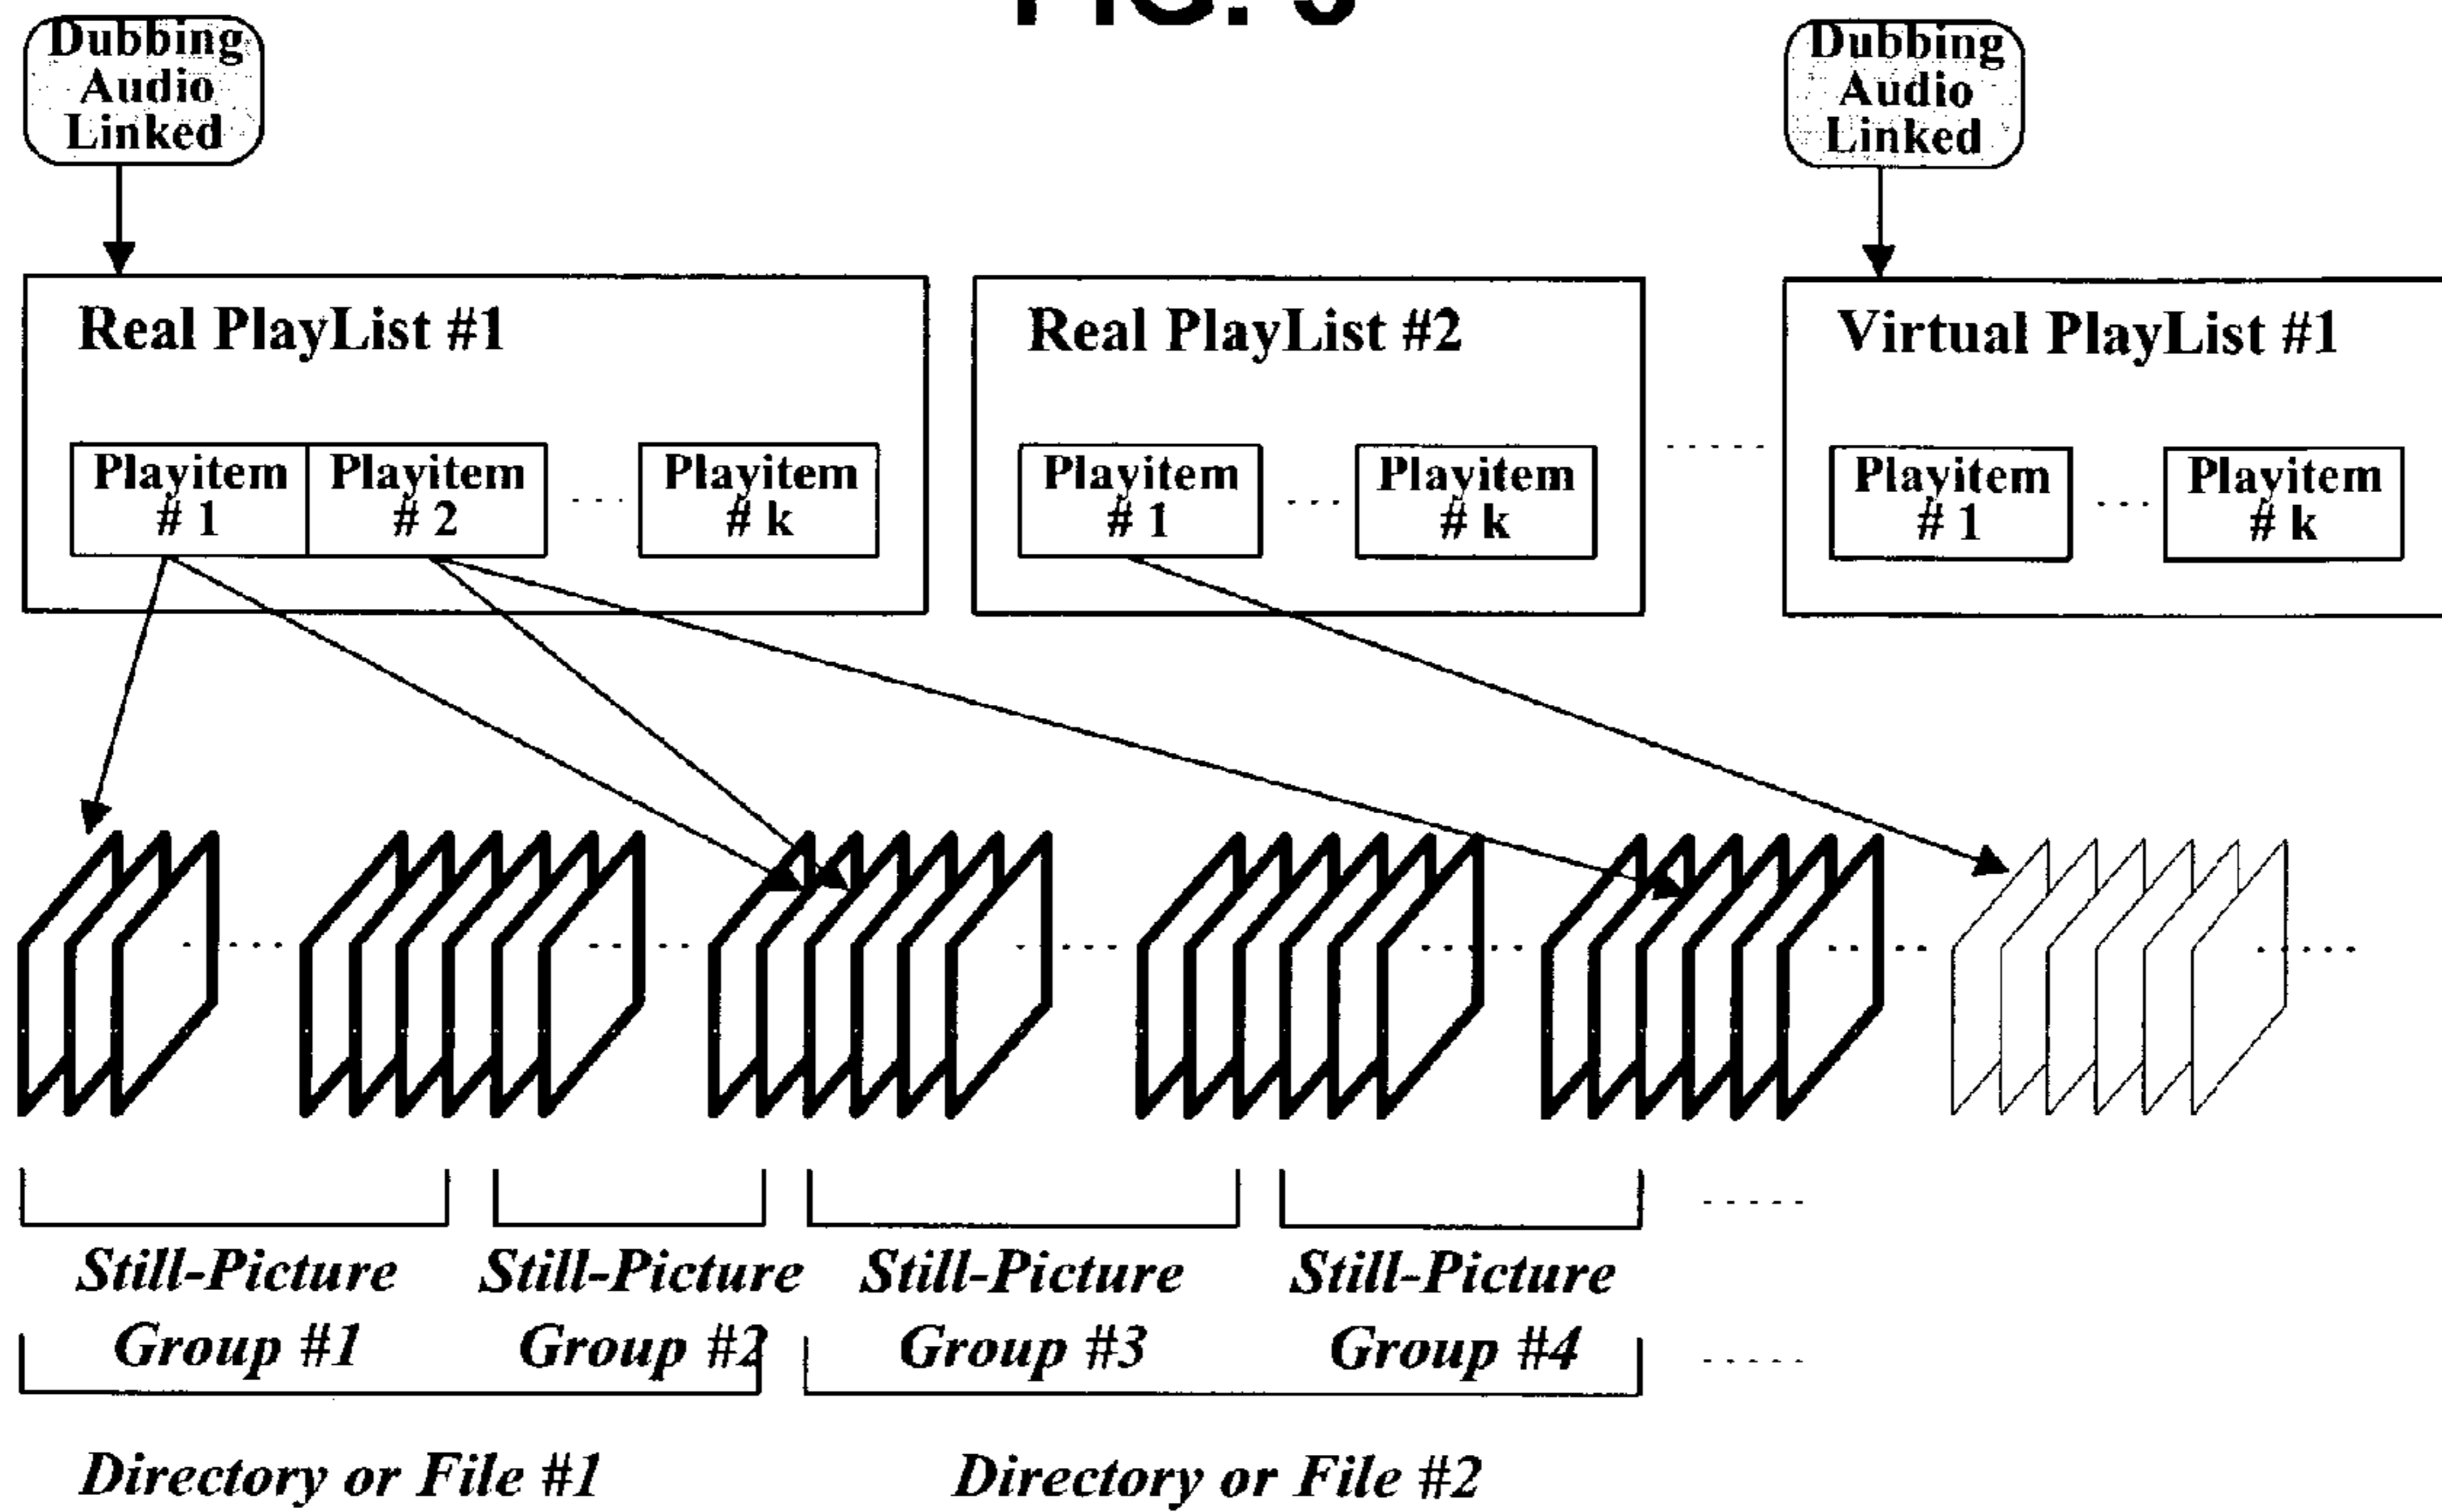 Dubbing
Audio
Linked
Dubbing
Audio
Linked
Real PlayList #1
Real PlayList #2
Virtual PlayList #1
Playitem
# 1
Playitem
# 2
Playitem
# k
Playitem
# 1
Playitem
# k
Playitem
# 1
Playitem
# k
Still-Picture
Group #1
Still-Picture
Group #2
Still-Picture
Group #3
Still-Picture
Group #4
Directory or File #1
Directory or File #2